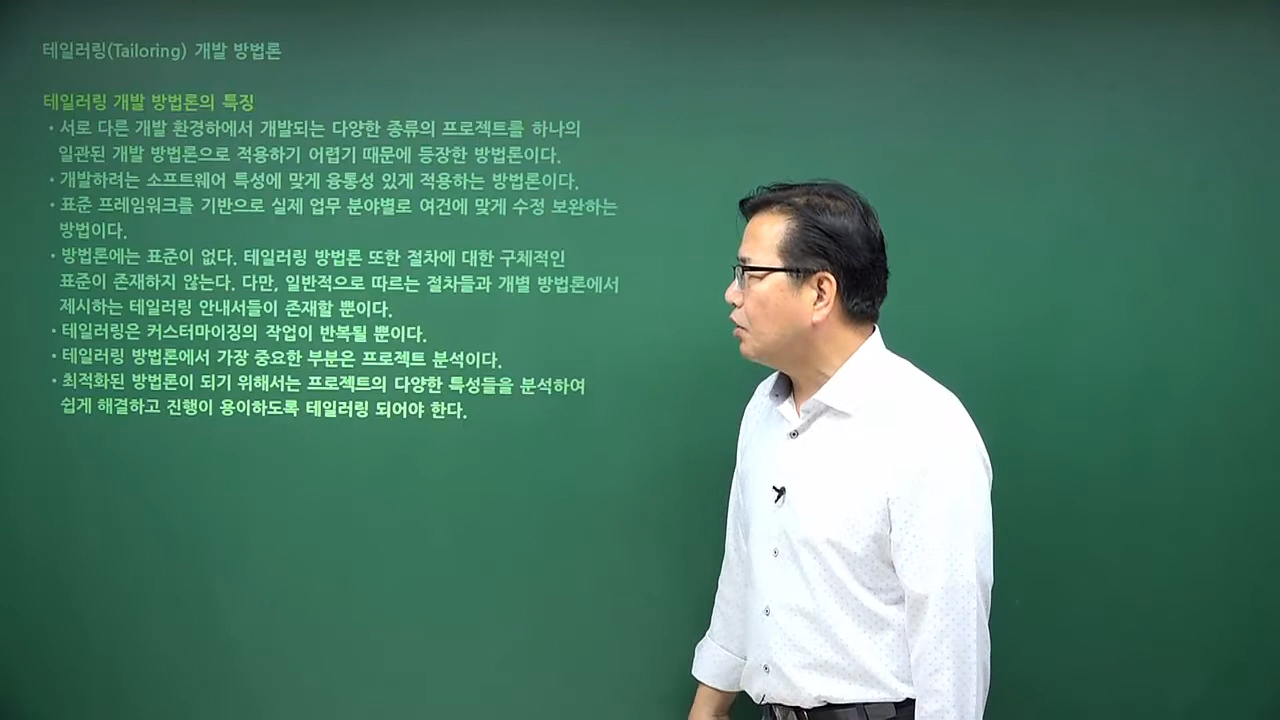 테일러링(Tailoring) 개발 방법론
테일러링 개발 방법론의 특징
• 서로 다른 개발 환경하에서 개발되는 다양한 종류의 프로젝트를 하나의
일관된 개발 방법론으로 적용하기 어렵기 때문에 등장한 방법론이다.
• 개발하려는 소프트웨어 특성에 맞게 융통성 있게 적용하는 방법론이다.
• 표준 프레임워크를 기반으로 실제 업무 분야별로 여건에 맞게 수정 보완하는
방법이다.
• 방법론에는 표준이 없다. 테일러링 방법론 또한 절차에 대한 구체적인
표준이 존재하지 않는다. 다만, 일반적으로 따르는 절차들과 개별 방법론에서
제시하는 테일러링 안내서들이 존재할 뿐이다.
• 테일러링은 커스터마이징의 작업이 반복될 뿐이다.
• 테일러링 방법론에서 가장 중요한 부분은 프로젝트 분석이다.
• 최적화된 방법론이 되기 위해서는 프로젝트의 다양한 특성들을 분석하여
쉽게 해결하고 진행이 용이하도록 테일러링 되어야 한다.